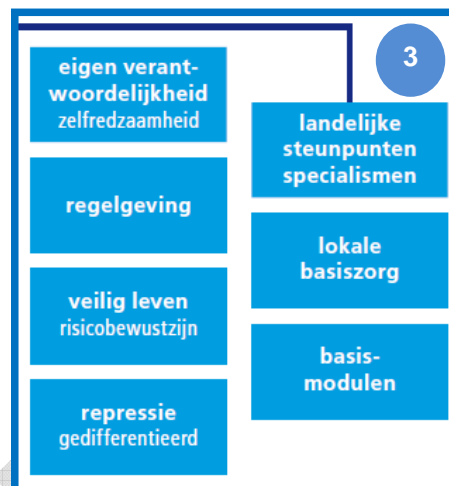 3
eigen verant-
woordelijkheid
zelfredzaamheid
regelgeving
veilig leven
risicobewustzijn
repressie
gedifferentieerd
landelijke
steunpunten
specialismen
lokale
basiszorg
basis-
modulen